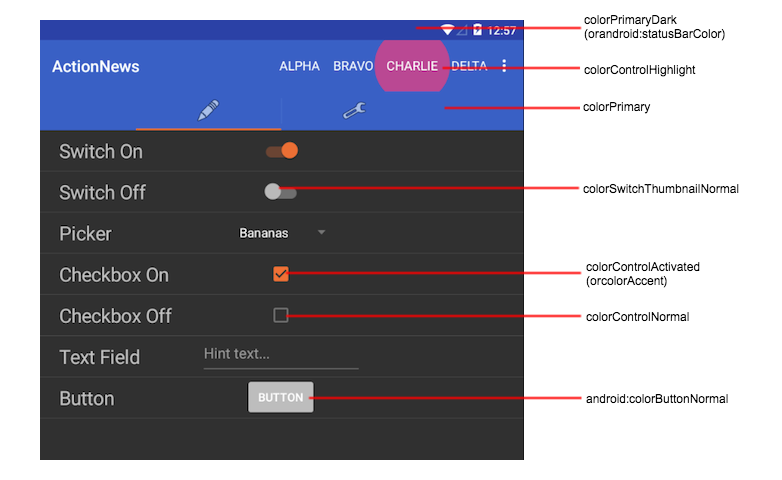 colorPrimaryDark
(orandroid:statusBarColor)
12:57
ActionNews ALPHA BRAVO CHARLIE DELTA
colorControlHighlight
colorPrimary
Switch On
Switch Off
colorSwitchThumbnailNormal
Picker Bananas
Checkbox On
colorControlActivated
(orcolorAccent)
Checkbox Off
colorControlNormal
Text Field Hint text...
Button BUTTON
android:colorButtonNormal